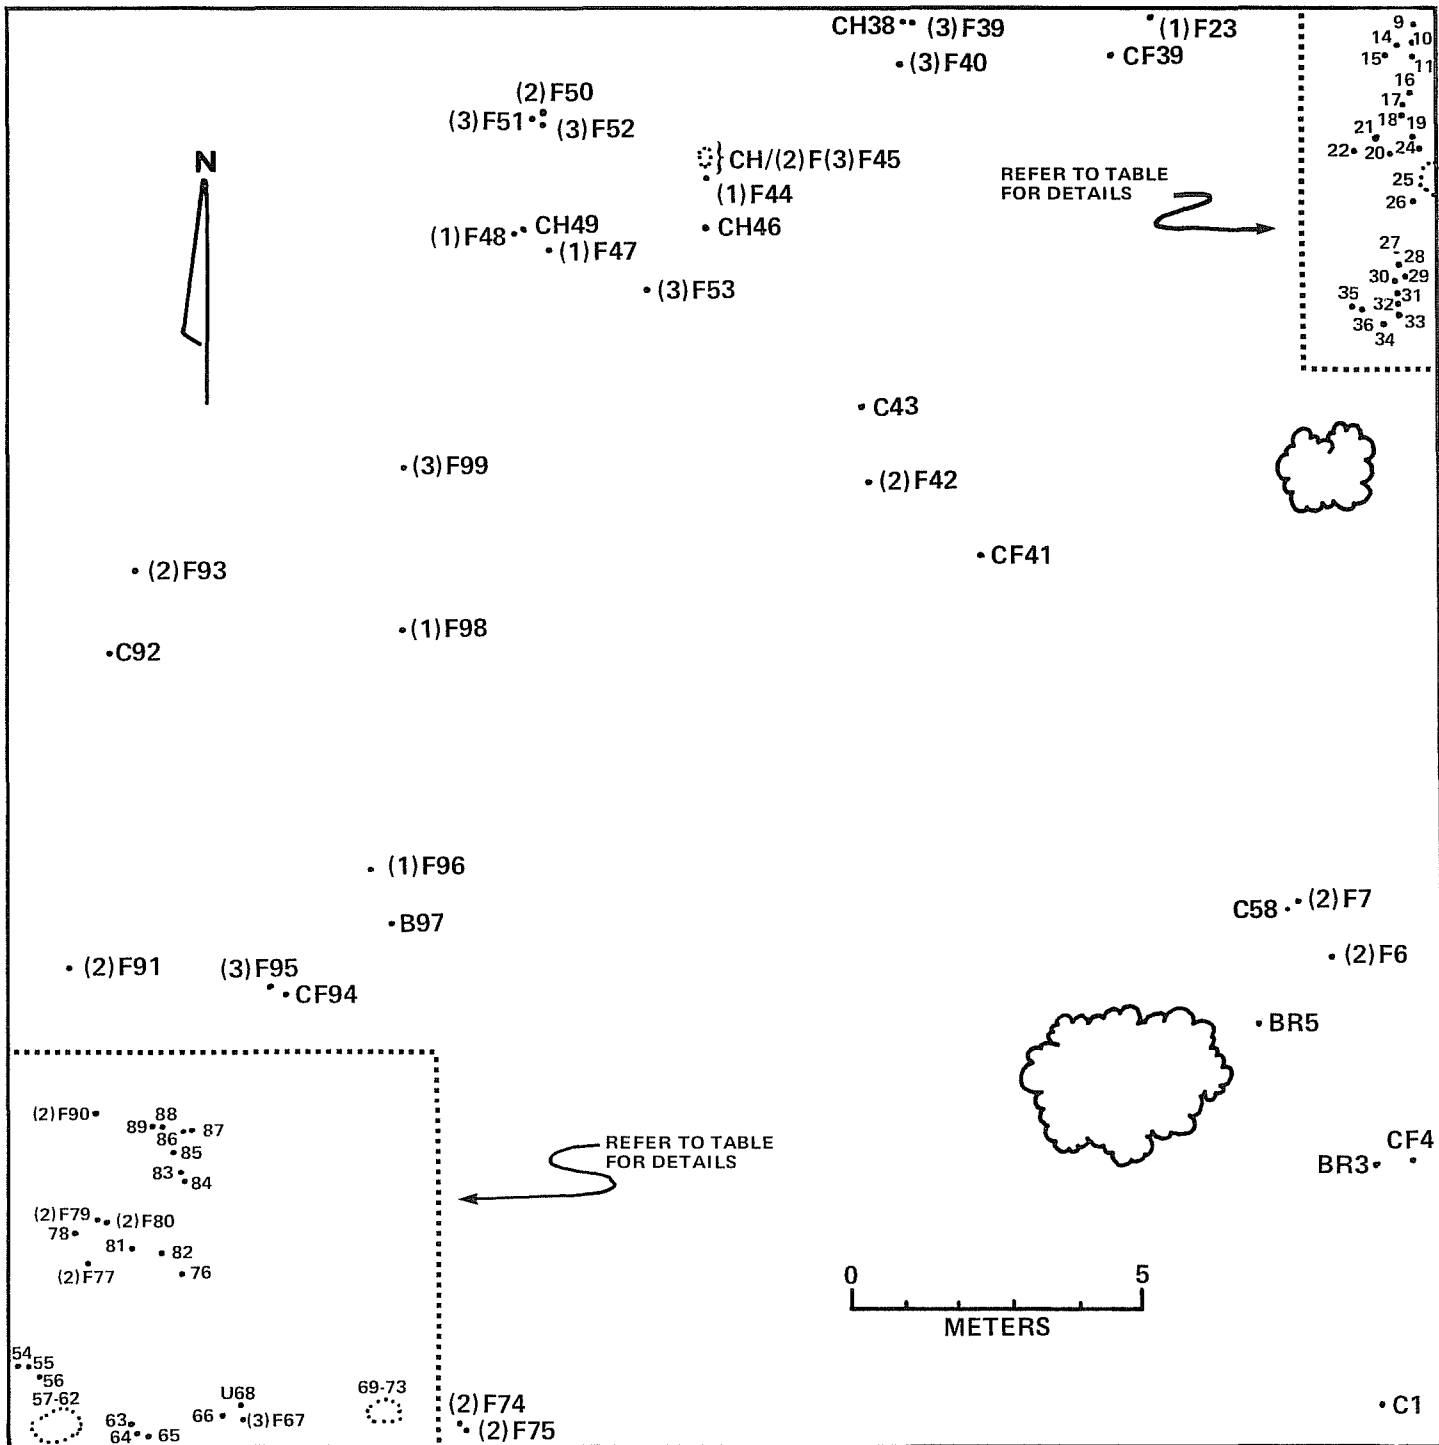 CH38 (3)F39
(1)F23
CF39
(3)F40
9
14 10
15 11
16
17
18 19
21
22 20 24
25
26
27
28
30 29
35 31
32
36 33
34
(2)F50
(3)F51 (3)F52
N
CH/(2)F(3)F45
(1)F44
CH46
REFER TO TABLE
FOR DETAILS
CH49
(1)F48
(1)F47
(3)F53
C43
(3)F99
(2)F42
CF41
(2)F93
(1)F98
C92
(1)F96
B97
C58 (2)F7
(2)F6
(2)F91 (3)F95
CF94
BR5
(2)F90 88
89 87
86
85
83
84
REFER TO TABLE
FOR DETAILS
CF4
BR3
(2)F79 (2)F80
78
81 82
(2)F77 76
0 5
METERS
54 55
56
57-62
U68
69-73
63 66 (3)F67
64 65
(2)F74
(2)F75
C1